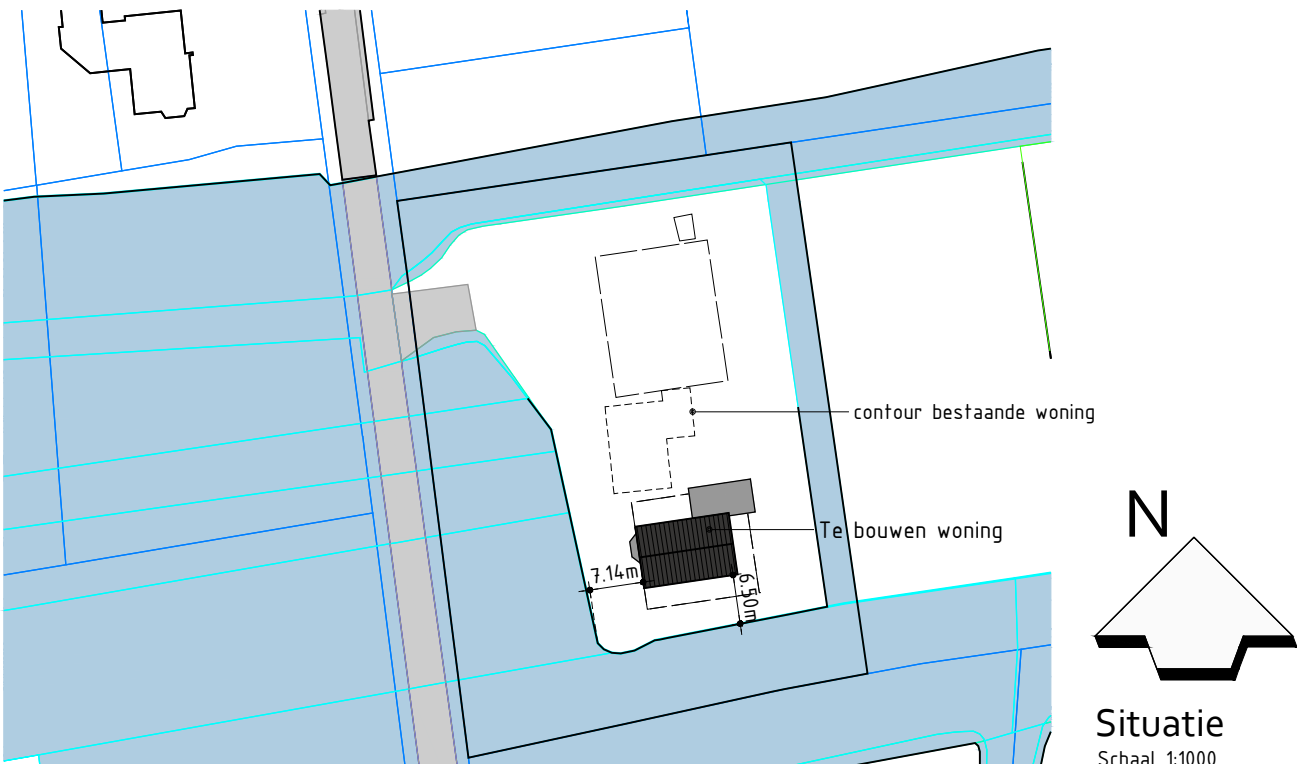 contour bestaande woning
N
Te bouwen woning
7.14m
6.50m
Situatie
Schaal 1:1000